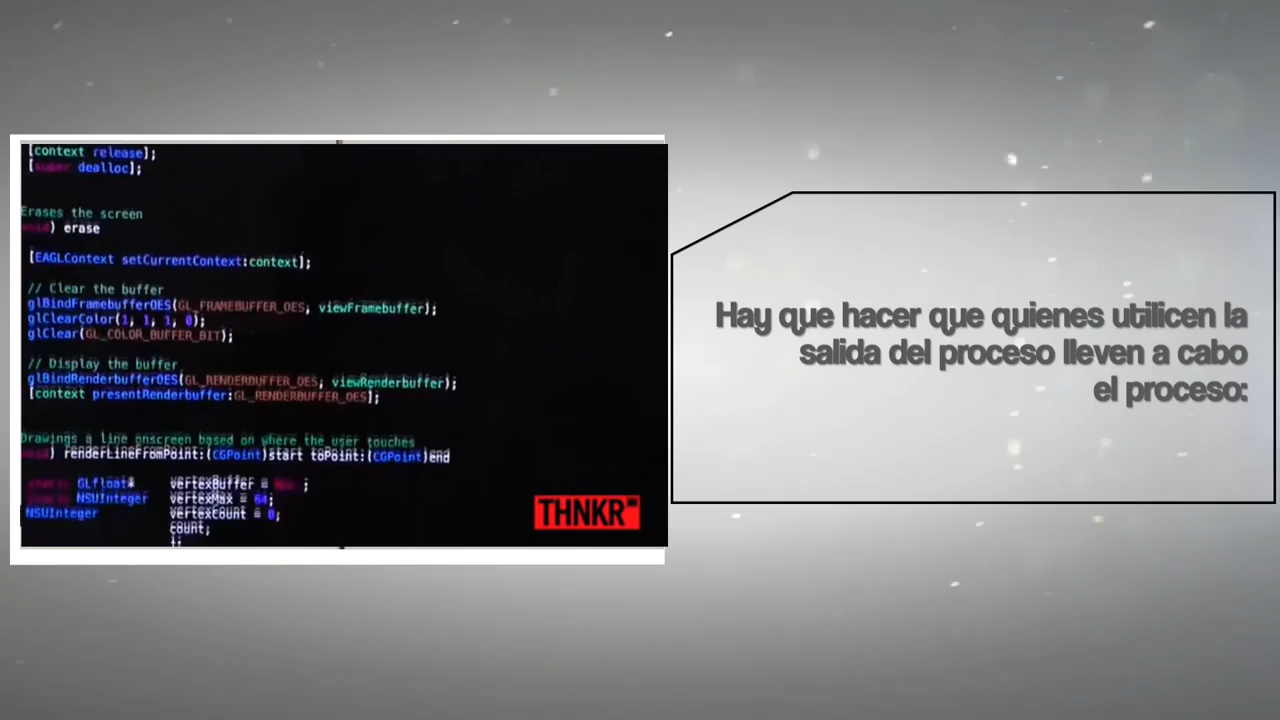 [context release];
[super dealloc];
Erases the screen
) erase
[EAGLContext setCurrentContext:context];
// Clear the buffer
glBindFramebufferOES(GL_FRAMEBUFFER_OES, viewFramebuffer);
glClearColor(1, 1, 1, 0);
glClear(GL_COLOR_BUFFER_BIT);
// Display the buffer
glBindRenderbufferOES(GL_RENDERBUFFER_OES, viewRenderbuffer);
[context presentRenderbuffer:GL_RENDERBUFFER_OES];
Drawings a line onscreen based on where the user touches
) renderLineFromPoint:(CGPoint)start toPoint:(CGPoint)end
GLfloat* vertexBuffer = ;
NSUInteger vertexMax = 64;
NSUInteger vertexCount = 0;
count;
i;
THNKR
Hay que hacer que quienes utilicen la
salida del proceso lleven a cabo
el proceso: